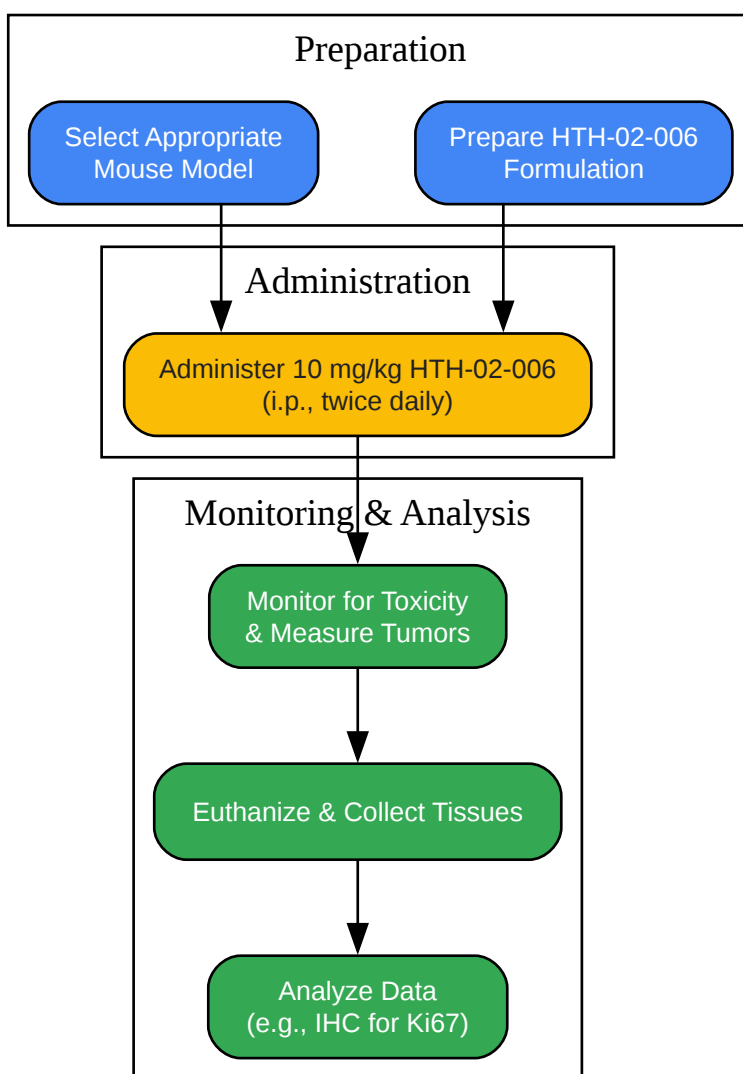 Preparation
Select Appropriate
Mouse Model
Prepare HTH-02-006
Formulation
Administration
Administer 10 mg/kg HTH-02-006
(i.p., twice daily)
Monitoring & Analysis
Monitor for Toxicity
& Measure Tumors
Euthanize & Collect Tissues
Analyze Data
(e.g., IHC for Ki67)